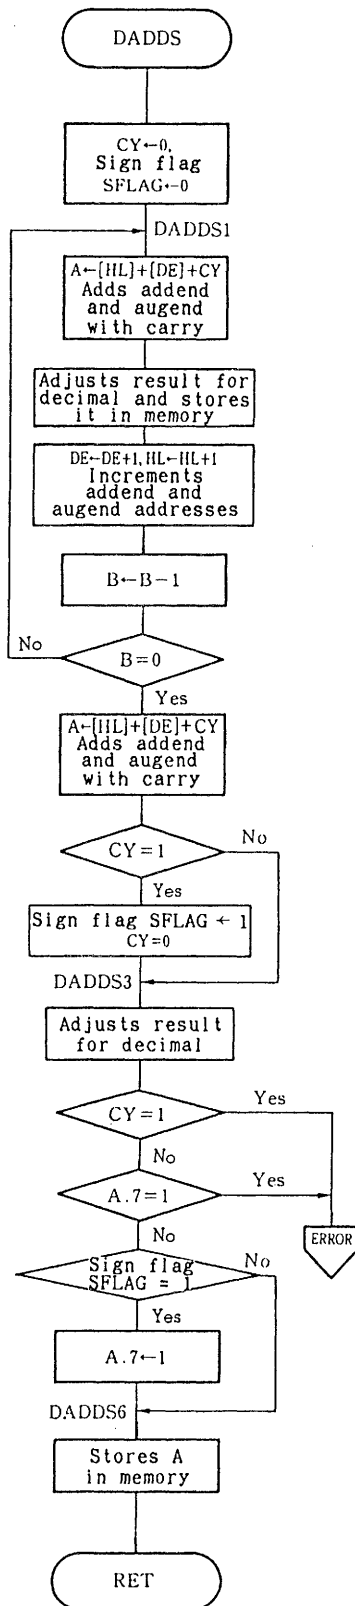 DADDS
CY←0,
Sign flag
SFLAG←0
DADDS1
A←[HL]+[DE]+CY
Adds addend
and augend
with carry
Adjusts result for
decimal and stores
it in memory
DE←DE+1, HL←HL+1
Increments
addend and
augend addresses
B←B-1
No
B=0
Yes
A←[HL]+[DE]+CY
Adds addend
and augend
with carry
CY=1
No
Yes
Sign flag SFLAG ← 1
CY=0
DADDS3
Adjusts result
for decimal
CY=1
Yes
No
A.7=1
Yes
ERROR
No
Sign flag
SFLAG = 1
No
Yes
A.7←1
DADDS6
Stores A
in memory
RET